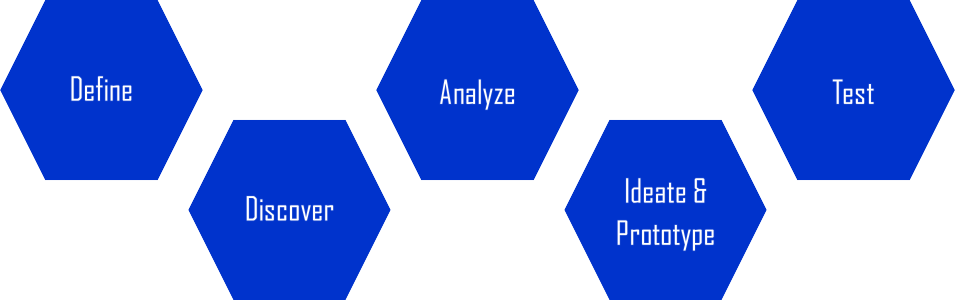 Define
Discover
Analyze
Ideate &
Prototype
Test